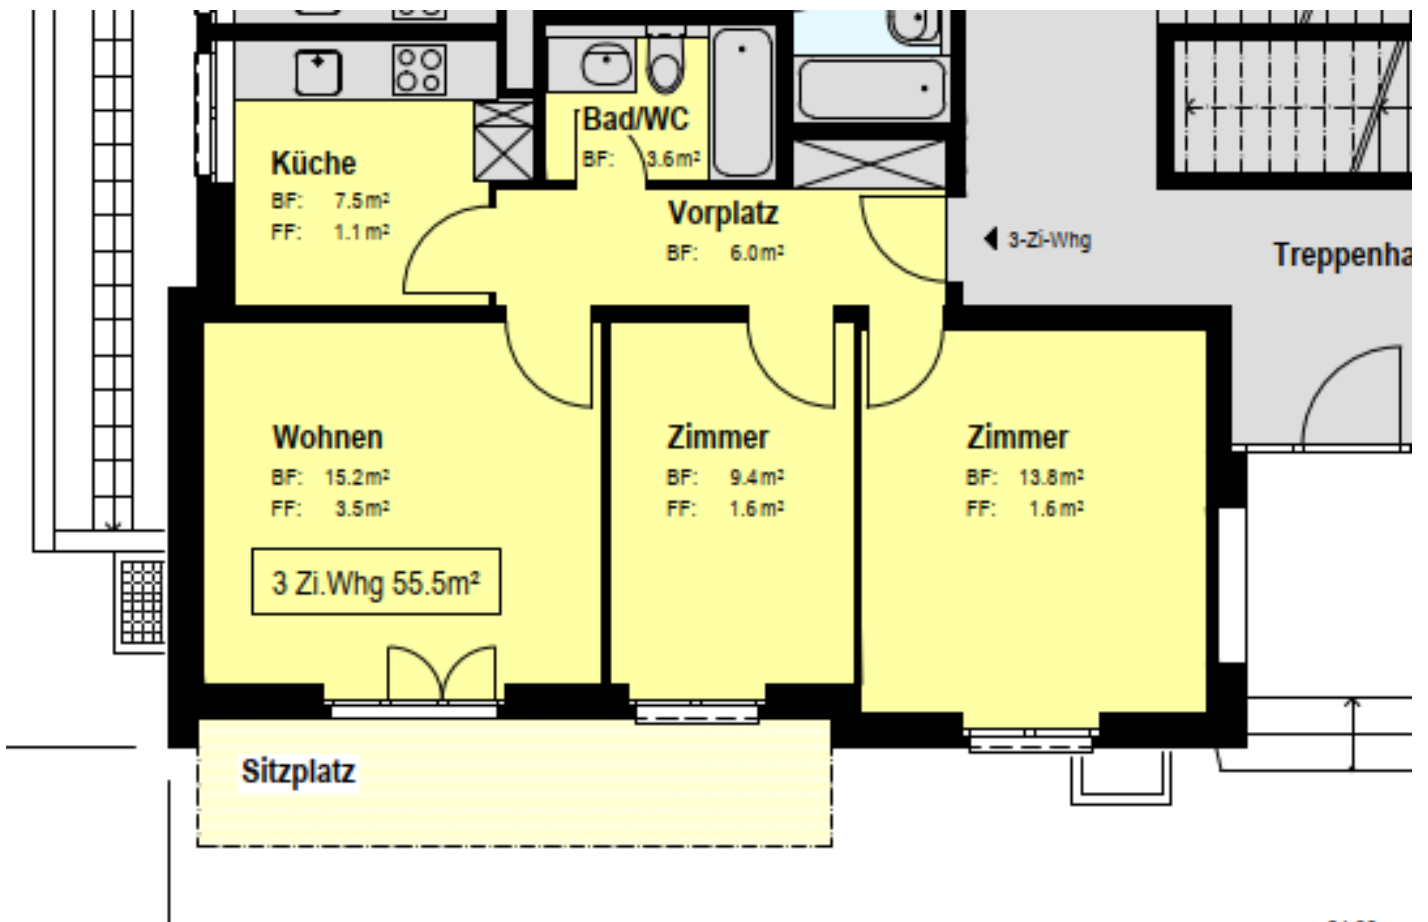 Bad/WC
BF: 3.6m²
Küche
BF: 7.5m²
FF: 1.1m²
Vorplatz
BF: 6.0m²
3-Zi-Whg
Treppenha
Wohnen
BF: 15.2m²
FF: 3.5m²
Zimmer
BF: 9.4m²
FF: 1.6m²
Zimmer
BF: 13.8m²
FF: 1.6m²
3 Zi.Whg 55.5m²
Sitzplatz